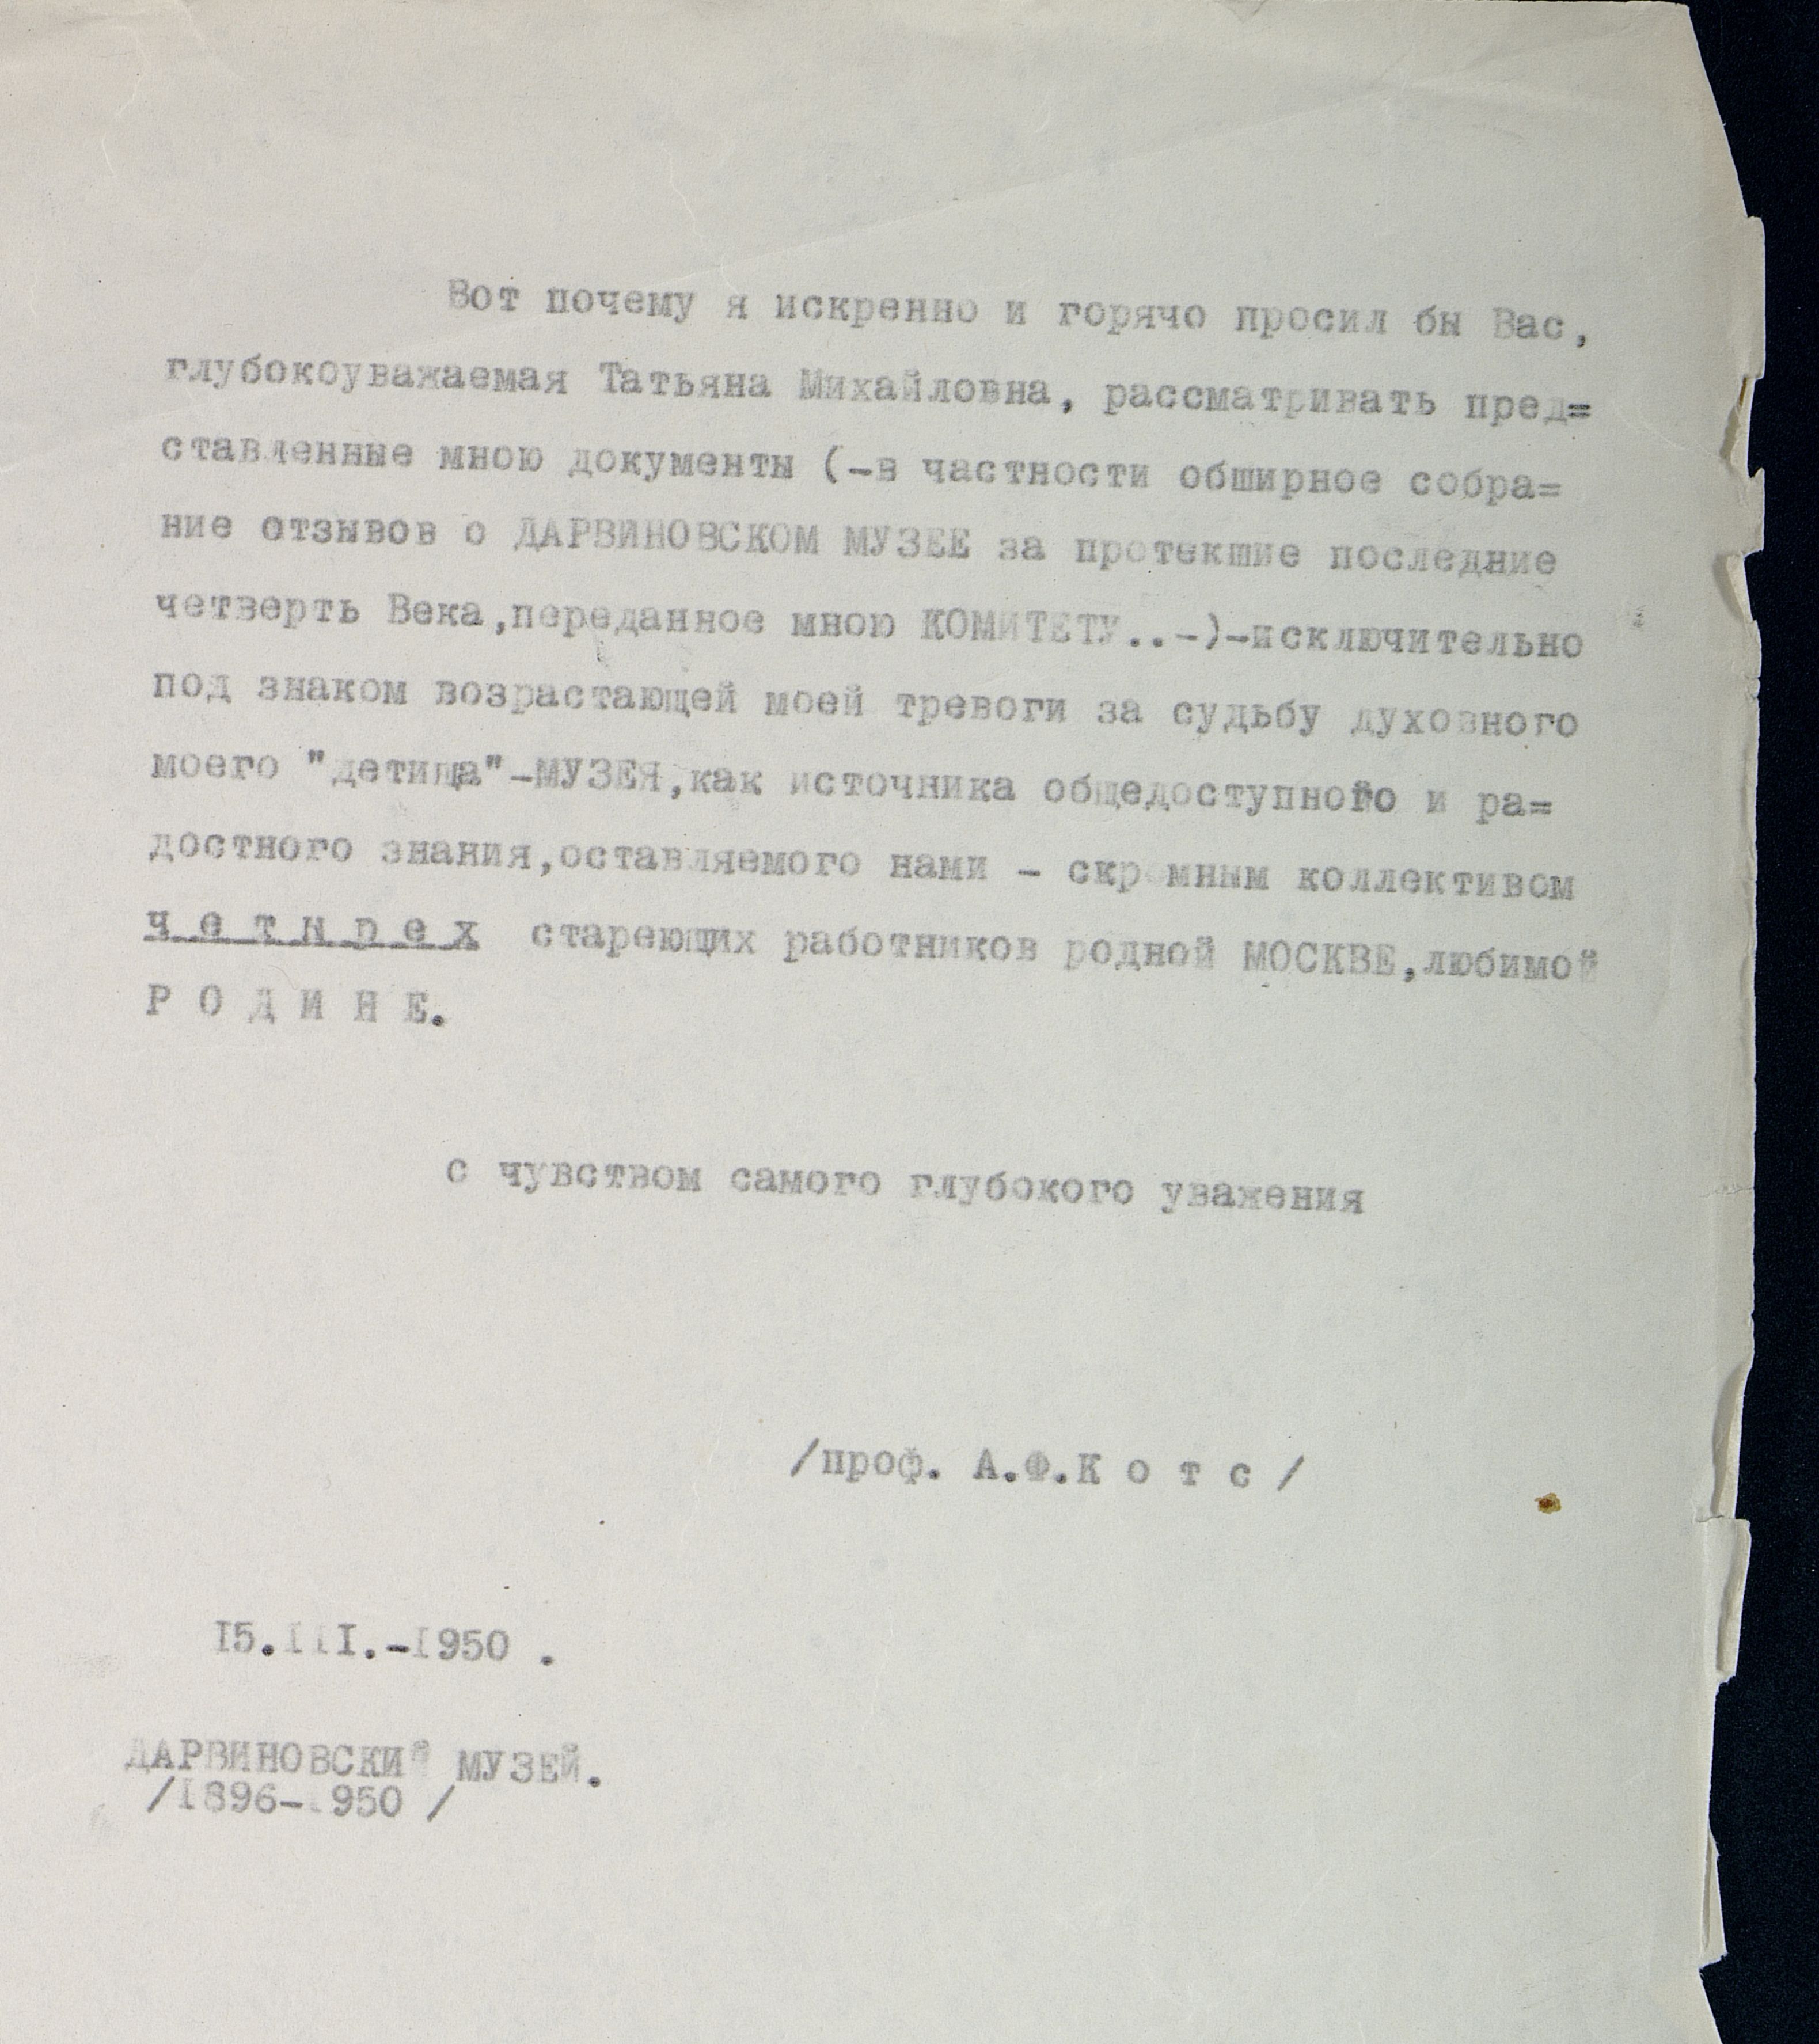 Вот почему я искренно и горячо просил бы Вас,
глубокоуважаемая Татьяна Михайловна, рассматривать пред=
ставленные мною документы (-в частности обширное собра=
ние отзывов о ДАРВИНОВСКОМ МУЗЕЕ за протекшие последние
четверть Века,переданное мною КОМИТЕТУ..-)-исключительно
под знаком возрастающей моей тревоги за судьбу духовного
моего "детища"-МУЗЕЯ,как источника общедоступного и ра=
достного знания,оставляемого нами - скромным коллективом
ч е т ы р е х стареющих работников родной МОСКВЕ,любимой
Р О Д И Н Е.
с чувством самого глубокого уважения
/проф. А.Ф.К о т с /
15.III.-1950 .
ДАРВИНОВСКИЙ МУЗЕЙ.
/1896-1950 /